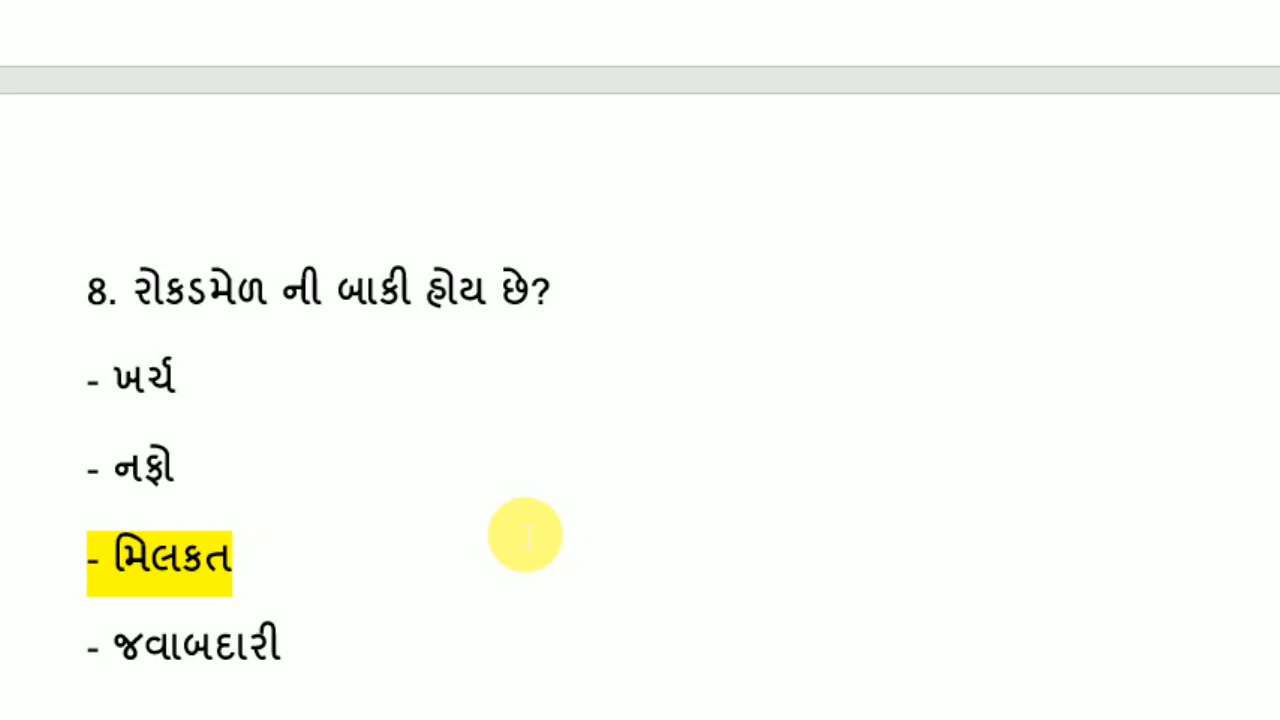 8. રોકડમેળ ની બાકી હોય છે?
- ખર્ચ
- નફો
- મિલકત
- જવાબદારી